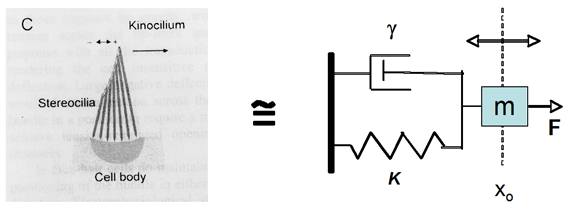 C
Kinocilium
- +
Stereocilia
Cell body
≅
γ
m
F
K
x₀